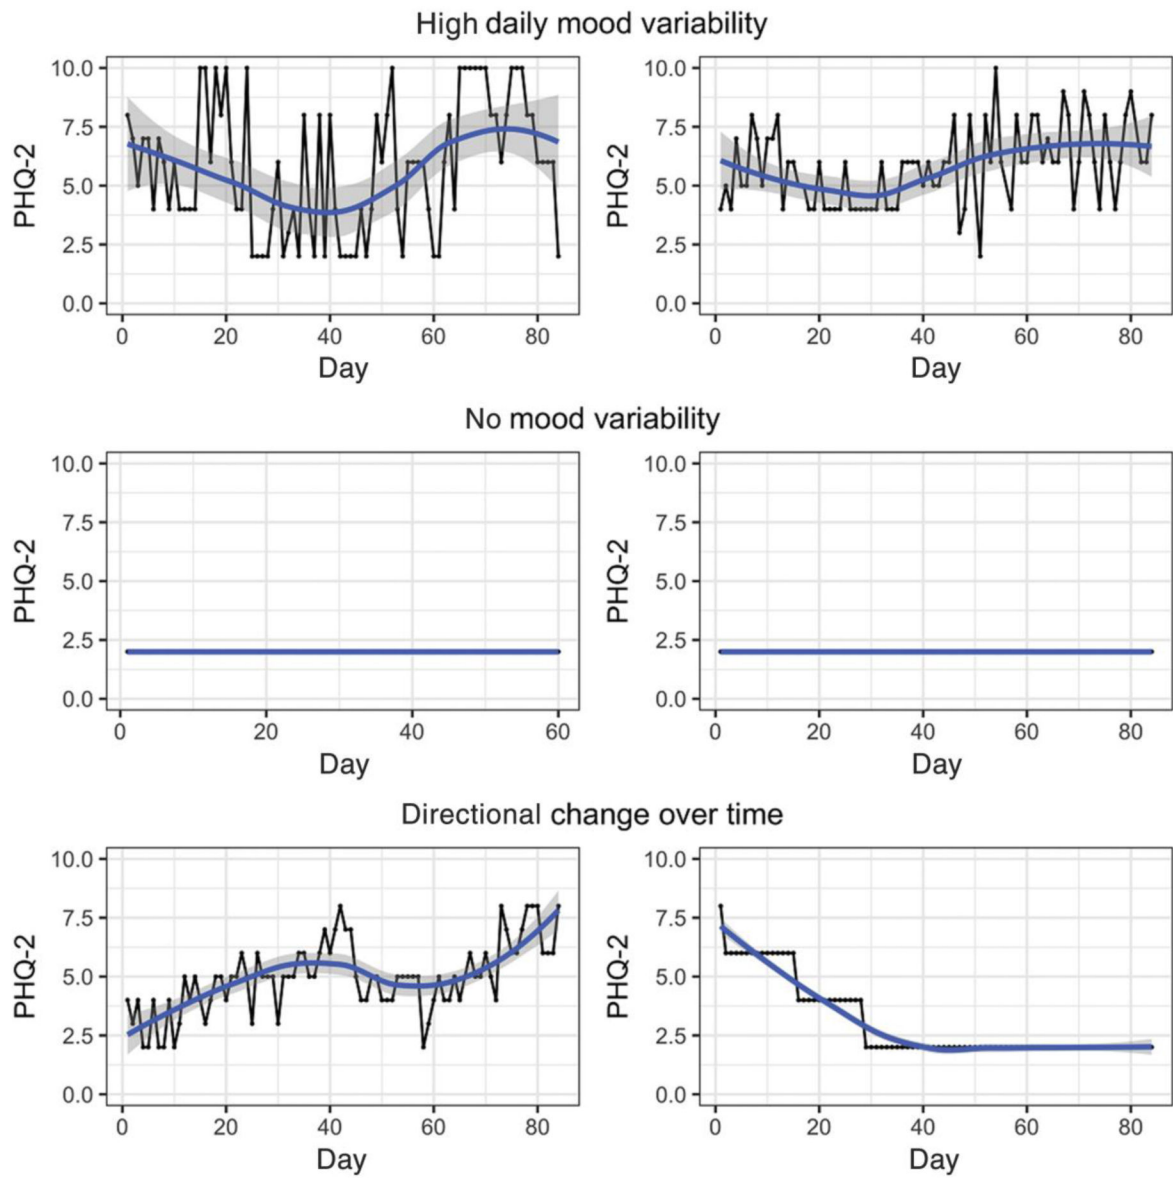 High daily mood variability
10.0 10.0
7.5 7.5
PHQ-2 PHQ-2
5.0 5.0
2.5 2.5
0.0 0.0
0 20 40 60 80 0 20 40 60 80
Day Day
No mood variability
10.0 10.0
7.5 7.5
PHQ-2 PHQ-2
5.0 5.0
2.5 2.5
0.0 0.0
0 20 40 60 0 20 40 60 80
Day Day
Directional change over time
10.0 10.0
7.5 7.5
PHQ-2 PHQ-2
5.0 5.0
2.5 2.5
0.0 0.0
0 20 40 60 80 0 20 40 60 80
Day Day